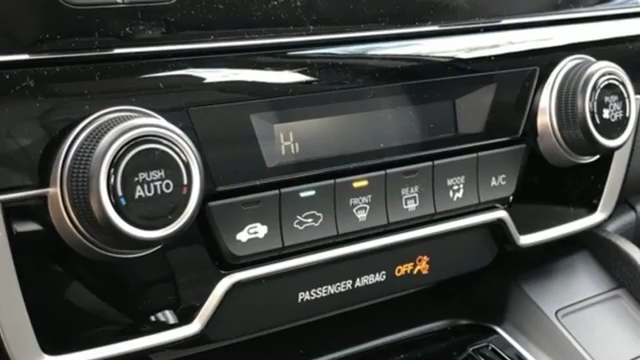 PUSH
AUTO
Hi
PUSH
ON/
OFF
FRONT
REAR
MODE
A/C
PASSENGER AIRBAG OFF